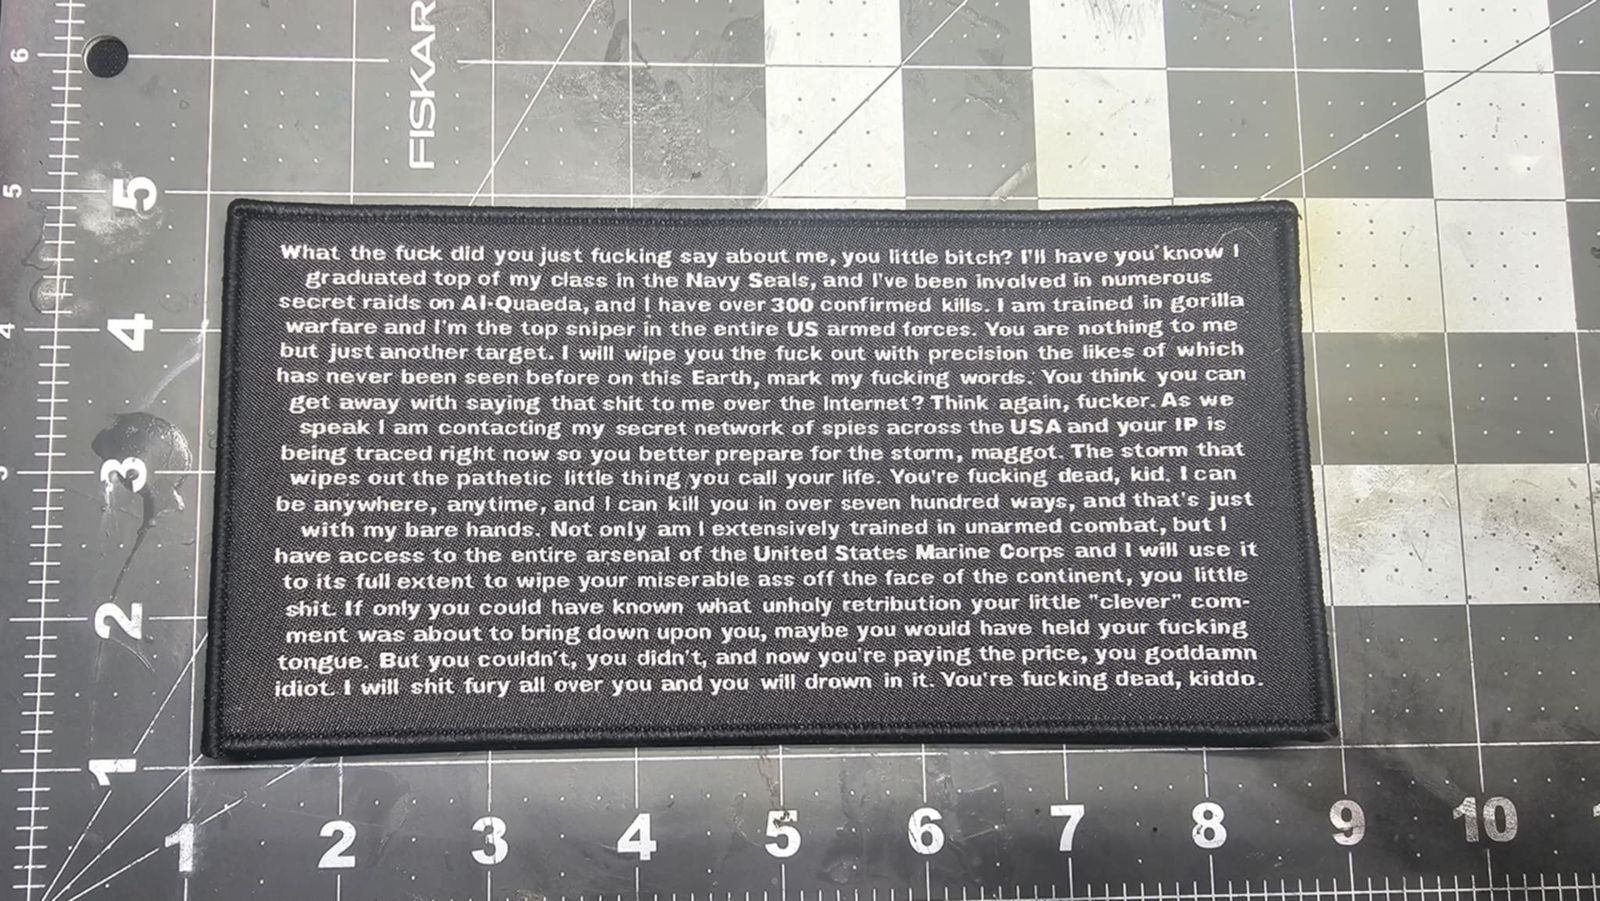 FISKAR
What the fuck did you just fucking say about me, you little bitch? I'll have you know I
graduated top of my class in the Navy Seals, and I've been involved in numerous
secret raids on Al-Quaeda, and I have over 300 confirmed kills. I am trained in gorilla
warfare and I'm the top sniper in the entire US armed forces. You are nothing to me
but just another target. I will wipe you the fuck out with precision the likes of which
has never been seen before on this Earth, mark my fucking words. You think you can
get away with saying that shit to me over the Internet? Think again, fucker. As we
speak I am contacting my secret network of spies across the USA and your IP is
being traced right now so you better prepare for the storm, maggot. The storm that
wipes out the pathetic little thing you call your life. You're fucking dead, kid. I can
be anywhere, anytime, and I can kill you in over seven hundred ways, and that's just
with my bare hands. Not only am I extensively trained in unarmed combat, but I
have access to the entire arsenal of the United States Marine Corps and I will use it
to its full extent to wipe your miserable ass off the face of the continent, you little
shit. If only you could have known what unholy retribution your little "clever" com-
ment was about to bring down upon you, maybe you would have held your fucking
tongue. But you couldn't, you didn't, and now you're paying the price, you goddamn
idiot. I will shit fury all over you and you will drown in it. You're fucking dead, kiddo.
6
5
4
3
5
4
3
2
1
1 2 3 4 5 6 7 8 9 10